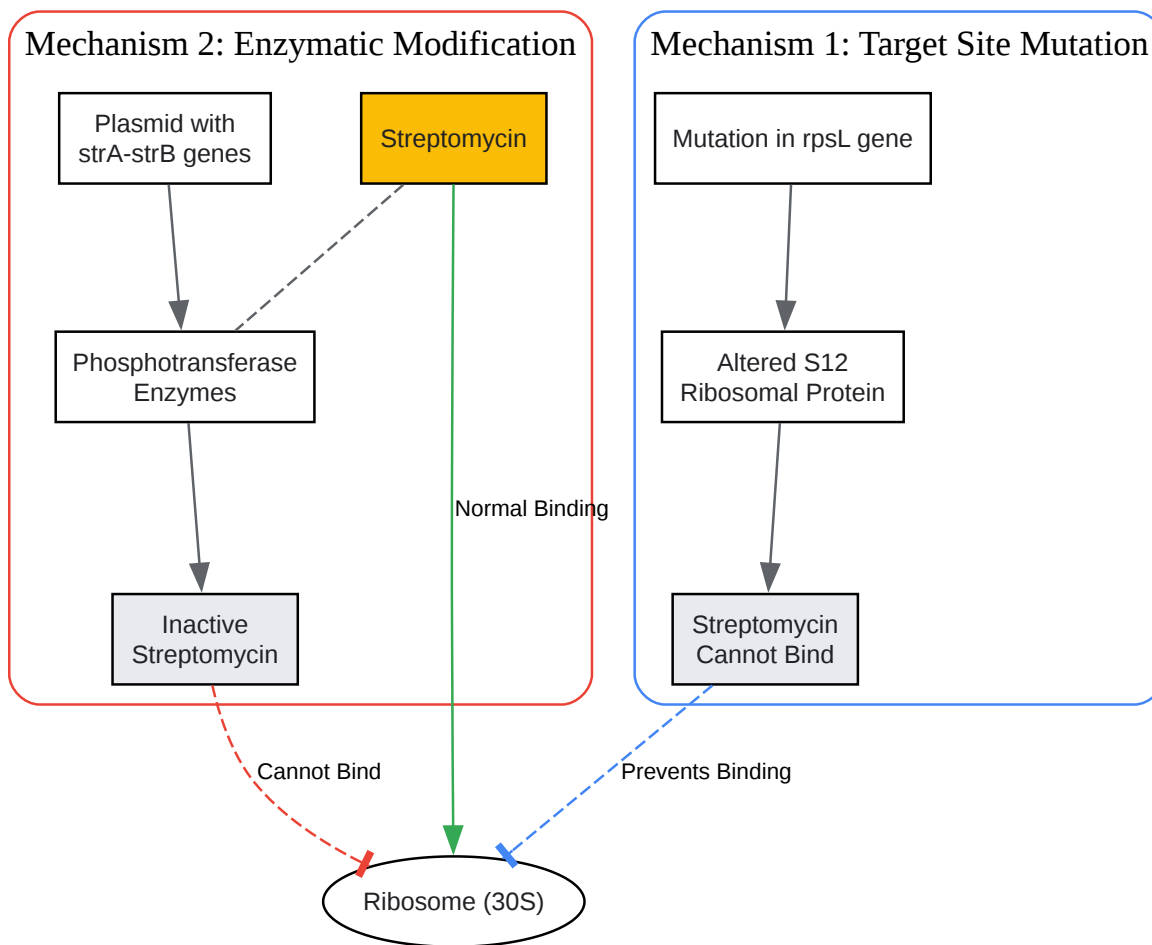 Mechanism 2: Enzymatic Modification
Plasmid with
strA-strB genes
Streptomycin
Phosphotransferase
Enzymes
Normal Binding
Inactive
Streptomycin
Cannot Bind
Mechanism 1: Target Site Mutation
Mutation in rpsL gene
Altered S12
Ribosomal Protein
Streptomycin
Cannot Bind
Prevents Binding
Ribosome (30S)